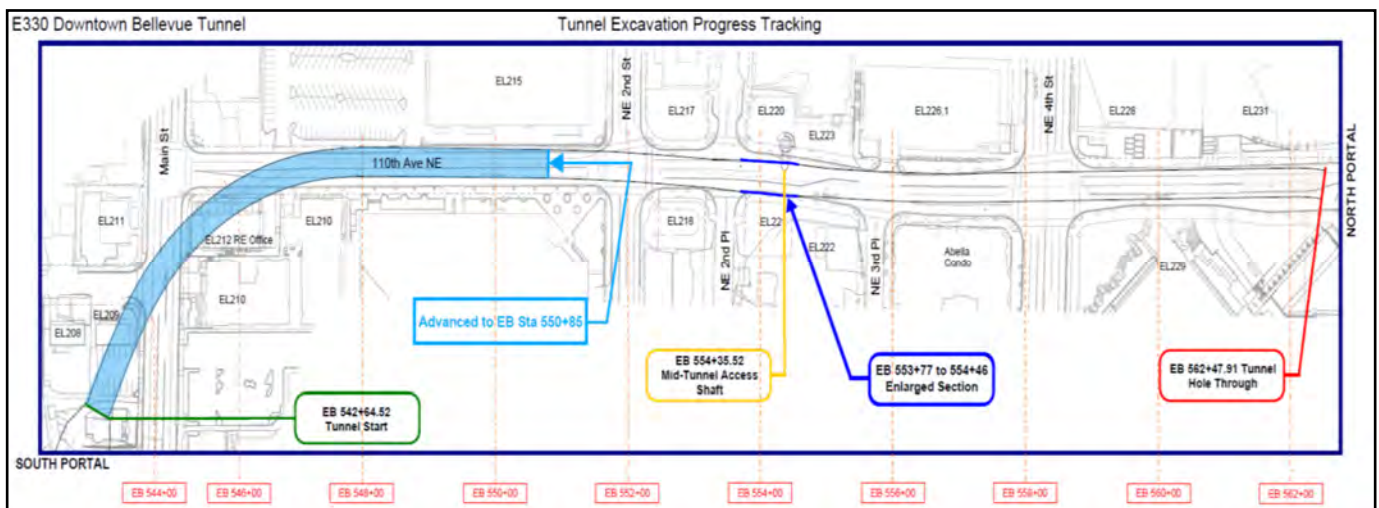 E330 Downtown Bellevue Tunnel
Tunnel Excavation Progress Tracking
EL215
NE 2nd St
EL217
EL220
EL223
EL226.1
NE 4th St
EL228
EL231
Main St
110th Ave NE
NORTH PORTAL
EL211
EL212 RE Office
EL210
EL218
NE 2nd Pl
EL22
EL222
NE 3rd Pl
Abella
Condo
EL229
EL210
EL209
EL208
Advanced to EB Sta 550+85
EB 554+35.52
Mid-Tunnel Access
Shaft
EB 553+77 to 554+46
Enlarged Section
EB 562+47.91 Tunnel
Hole Through
EB 542+64.52
Tunnel Start
SOUTH PORTAL
EB 544+00
EB 546+00
EB 548+00
EB 550+00
EB 552+00
EB 554+00
EB 556+00
EB 558+00
EB 560+00
EB 562+00